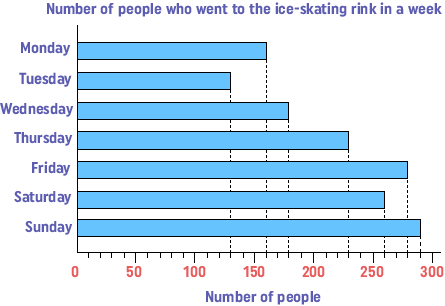 Number of people who went to the ice-skating rink in a week
Monday
Tuesday
Wednesday
Thursday
Friday
Saturday
Sunday
0 50 100 150 200 250 300
Number of people